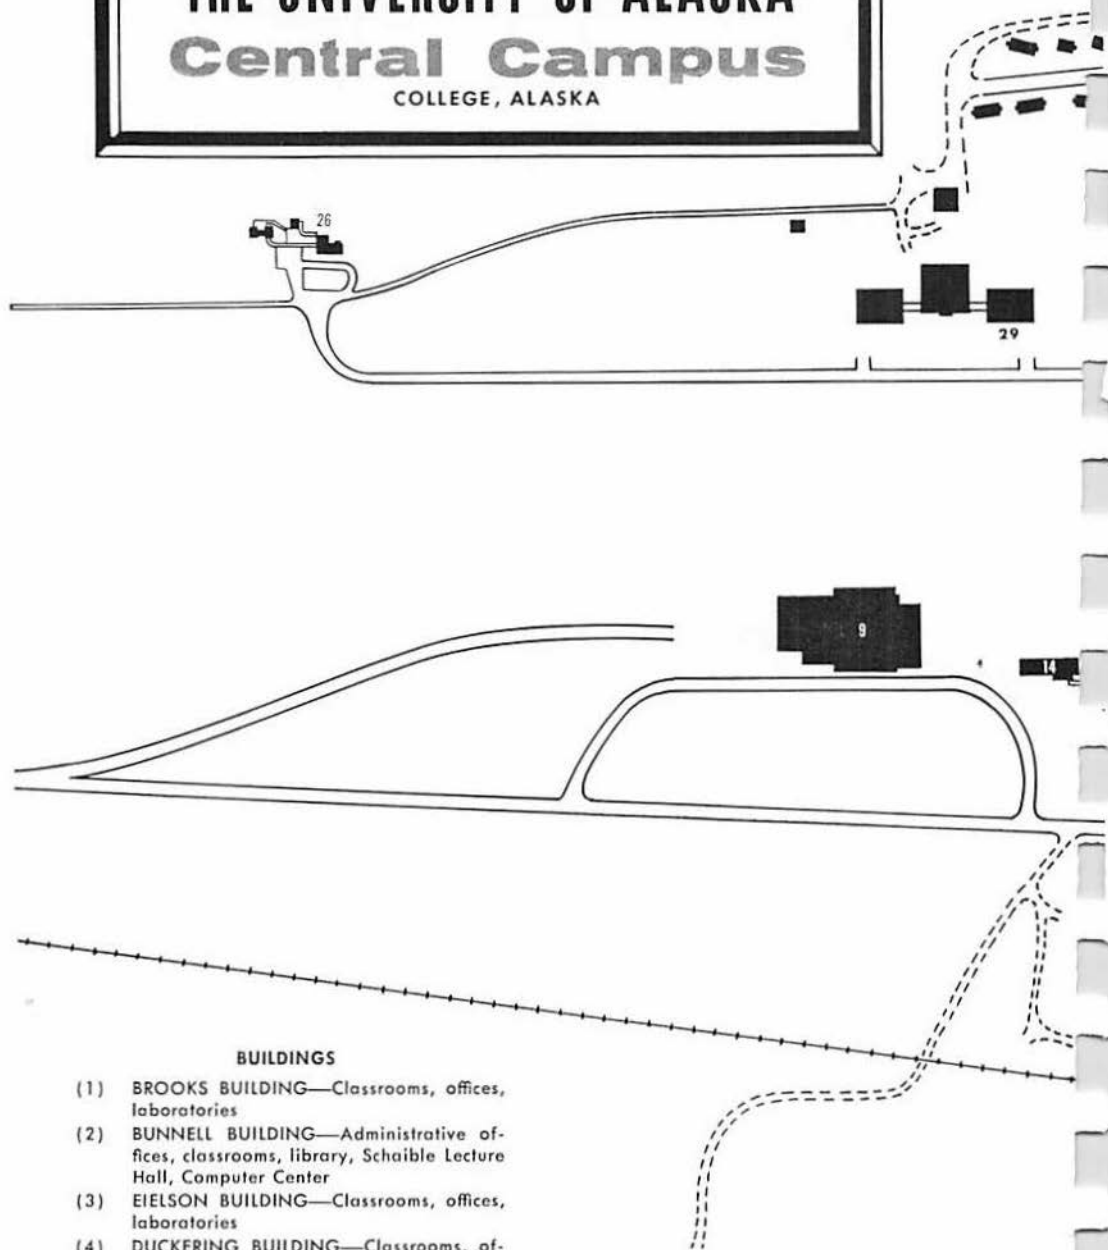 THE UNIVERSITY OF ALASKA
Central Campus
COLLEGE, ALASKA
26
29
9
14
BUILDINGS
(1) BROOKS BUILDING—Classrooms, offices,
laboratories
(2) BUNNELL BUILDING—Administrative of-
fices, classrooms, library, Schaible Lecture
Hall, Computer Center
(3) EIELSON BUILDING—Classrooms, offices,
laboratories
(4) DUCKERING BUILDING—Classrooms, of-